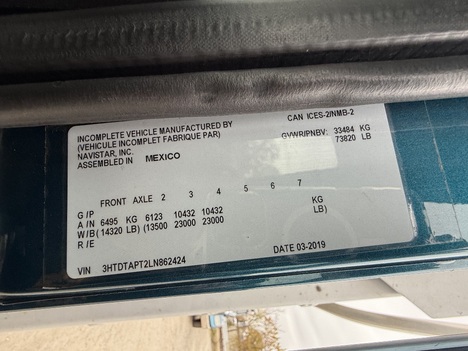 INCOMPLETE VEHICLE MANUFACTURED BY
(VEHICULE INCOMPLET FABRIQUE PAR)
NAVISTAR, INC.
ASSEMBLED IN MEXICO
CAN ICES-2/NMB-2
GVWR/PNBV: 33484 KG
73820 LB
FRONT AXLE 2 3 4 5 6 7
G/P
A/N 6495 KG 6123 10432 10432 KG
W/B (14320 LB) (13500 23000 23000 LB)
R/E
DATE 03-2019
VIN 3HTDTAPT2LN862424